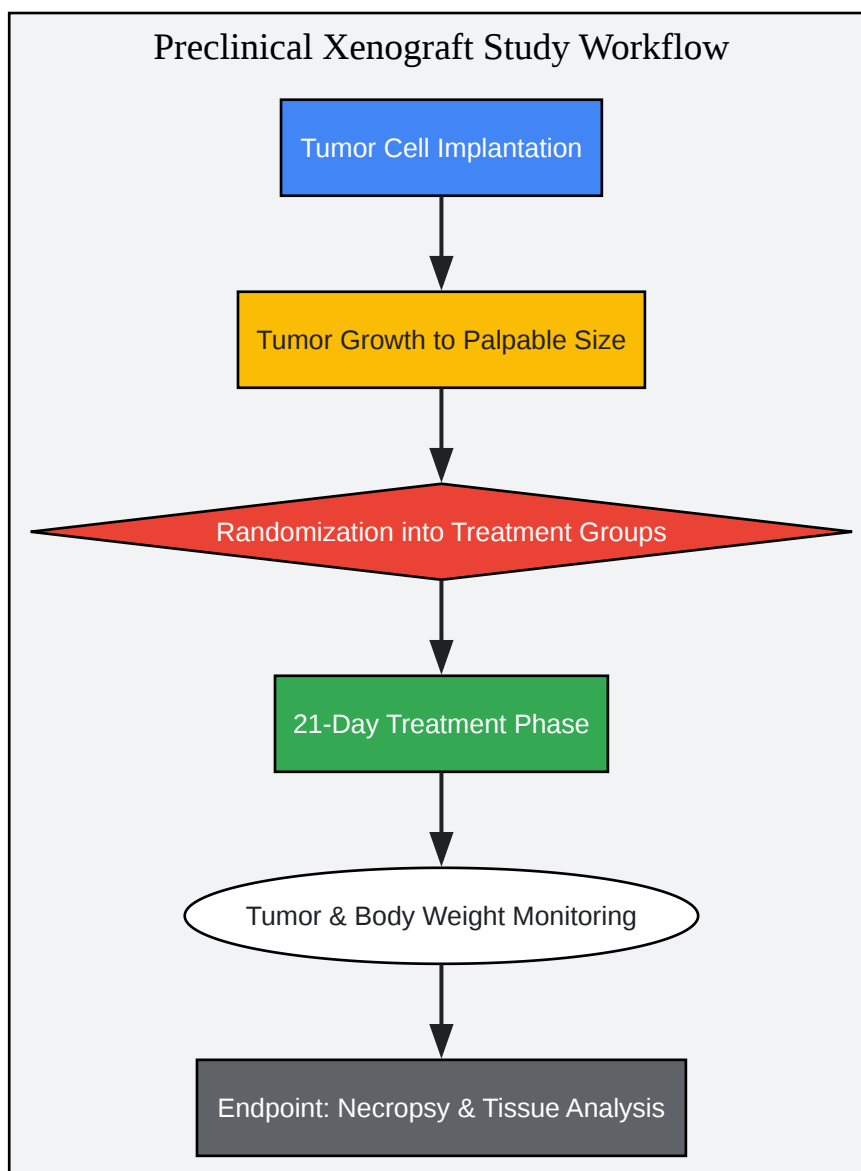 Preclinical Xenograft Study Workflow
Tumor Cell Implantation
Tumor Growth to Palpable Size
Randomization into Treatment Groups
21-Day Treatment Phase
Tumor & Body Weight Monitoring
Endpoint: Necropsy & Tissue Analysis